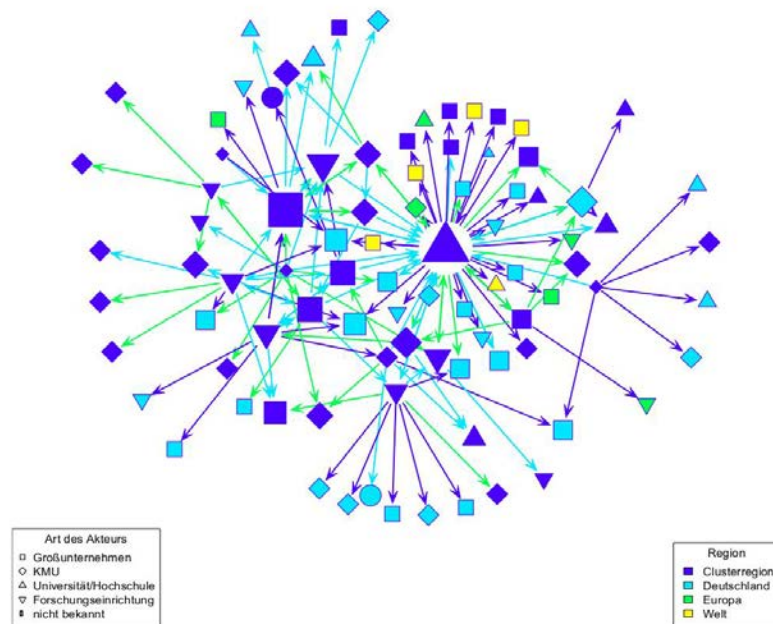 Art des Akteurs
Großunternehmen
KMU
Universität/Hochschule
Forschungseinrichtung
nicht bekannt
Region
Clusterregion
Deutschland
Europa
Welt